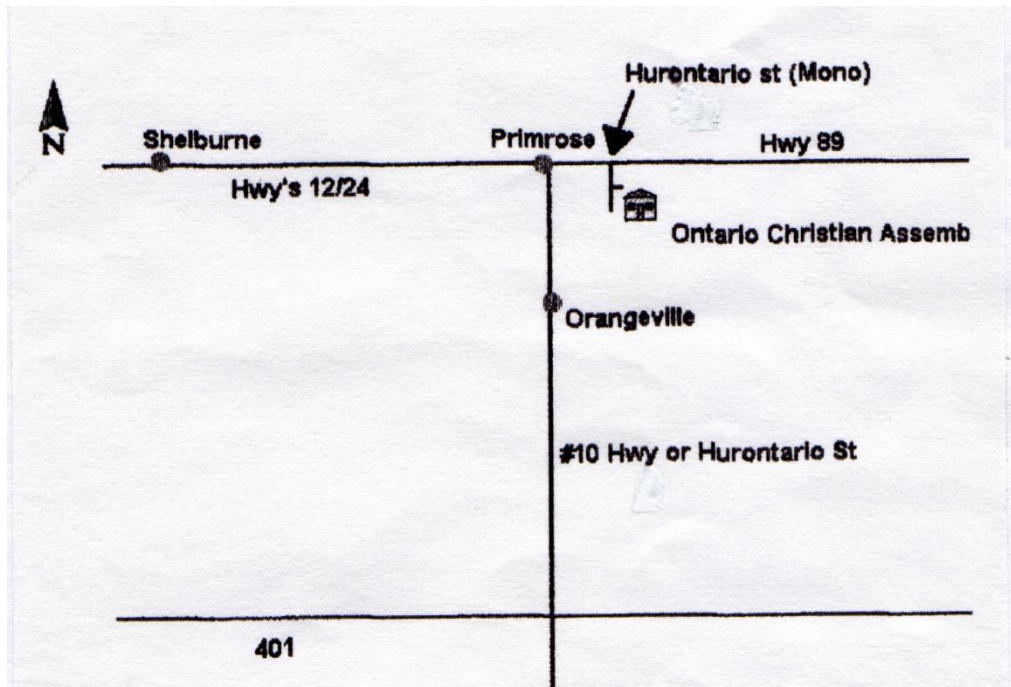 Hurontario st (Mono)
N
Shelburne
Primrose
Hwy 89
Hwy's 12/24
Ontario Christian Assemb
Orangeville
#10 Hwy or Hurontario St
401